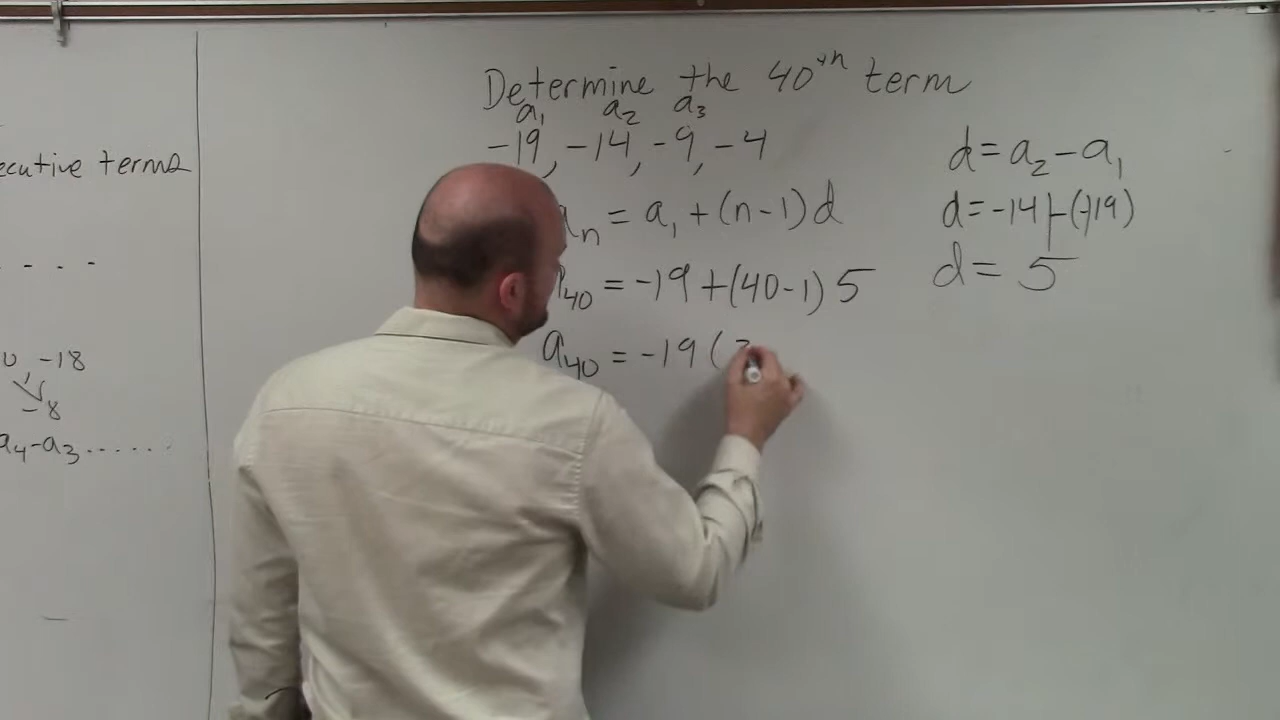 ecutive terms
- . - . -
, -18
-8
a₄-a₃......
Determine the 40ᵗʰ term
a₁ a₂ a₃
-19, -14, -9, -4
aₙ = a₁ + (n-1)d
₄₀ = -19 + (40-1) 5
a₄₀ = -19 (
d = a₂ - a₁
d = -14 - (-19)
d = 5